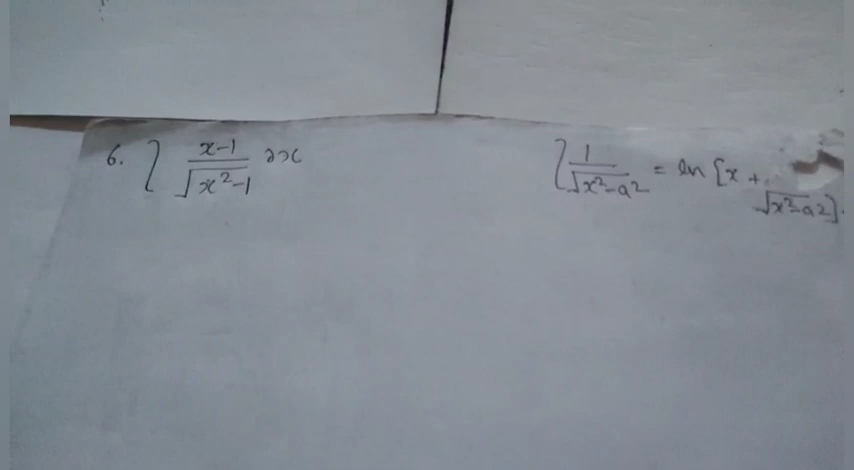 6. ∫ x-1 / √x²-1 dx
∫ 1 / √x²-a² = ln [x + √x²-a²].